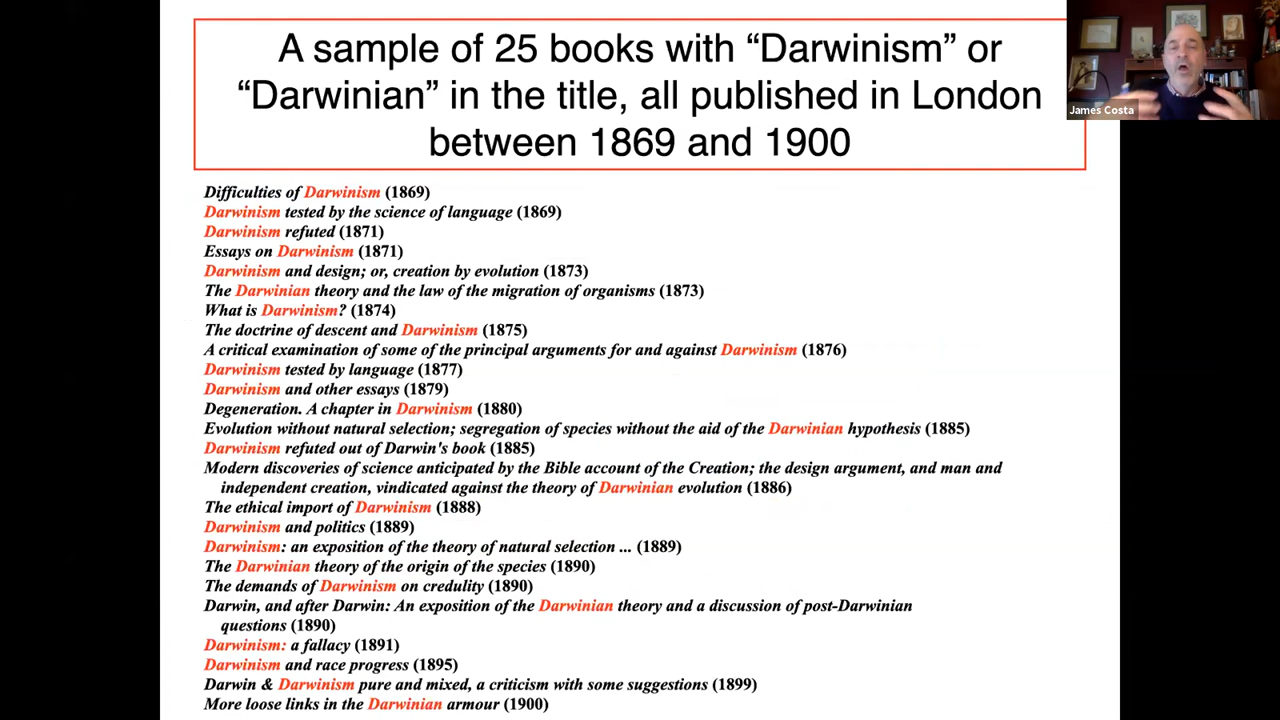 A sample of 25 books with “Darwinism” or
“Darwinian” in the title, all published in London
between 1869 and 1900
James Costa
Difficulties of Darwinism (1869)
Darwinism tested by the science of language (1869)
Darwinism refuted (1871)
Essays on Darwinism (1871)
Darwinism and design; or, creation by evolution (1873)
The Darwinian theory and the law of the migration of organisms (1873)
What is Darwinism? (1874)
The doctrine of descent and Darwinism (1875)
A critical examination of some of the principal arguments for and against Darwinism (1876)
Darwinism tested by language (1877)
Darwinism and other essays (1879)
Degeneration. A chapter in Darwinism (1880)
Evolution without natural selection; segregation of species without the aid of the Darwinian hypothesis (1885)
Darwinism refuted out of Darwin's book (1885)
Modern discoveries of science anticipated by the Bible account of the Creation; the design argument, and man and
independent creation, vindicated against the theory of Darwinian evolution (1886)
The ethical import of Darwinism (1888)
Darwinism and politics (1889)
Darwinism: an exposition of the theory of natural selection ... (1889)
The Darwinian theory of the origin of the species (1890)
The demands of Darwinism on credulity (1890)
Darwin, and after Darwin: An exposition of the Darwinian theory and a discussion of post-Darwinian
questions (1890)
Darwinism: a fallacy (1891)
Darwinism and race progress (1895)
Darwin & Darwinism pure and mixed, a criticism with some suggestions (1899)
More loose links in the Darwinian armour (1900)